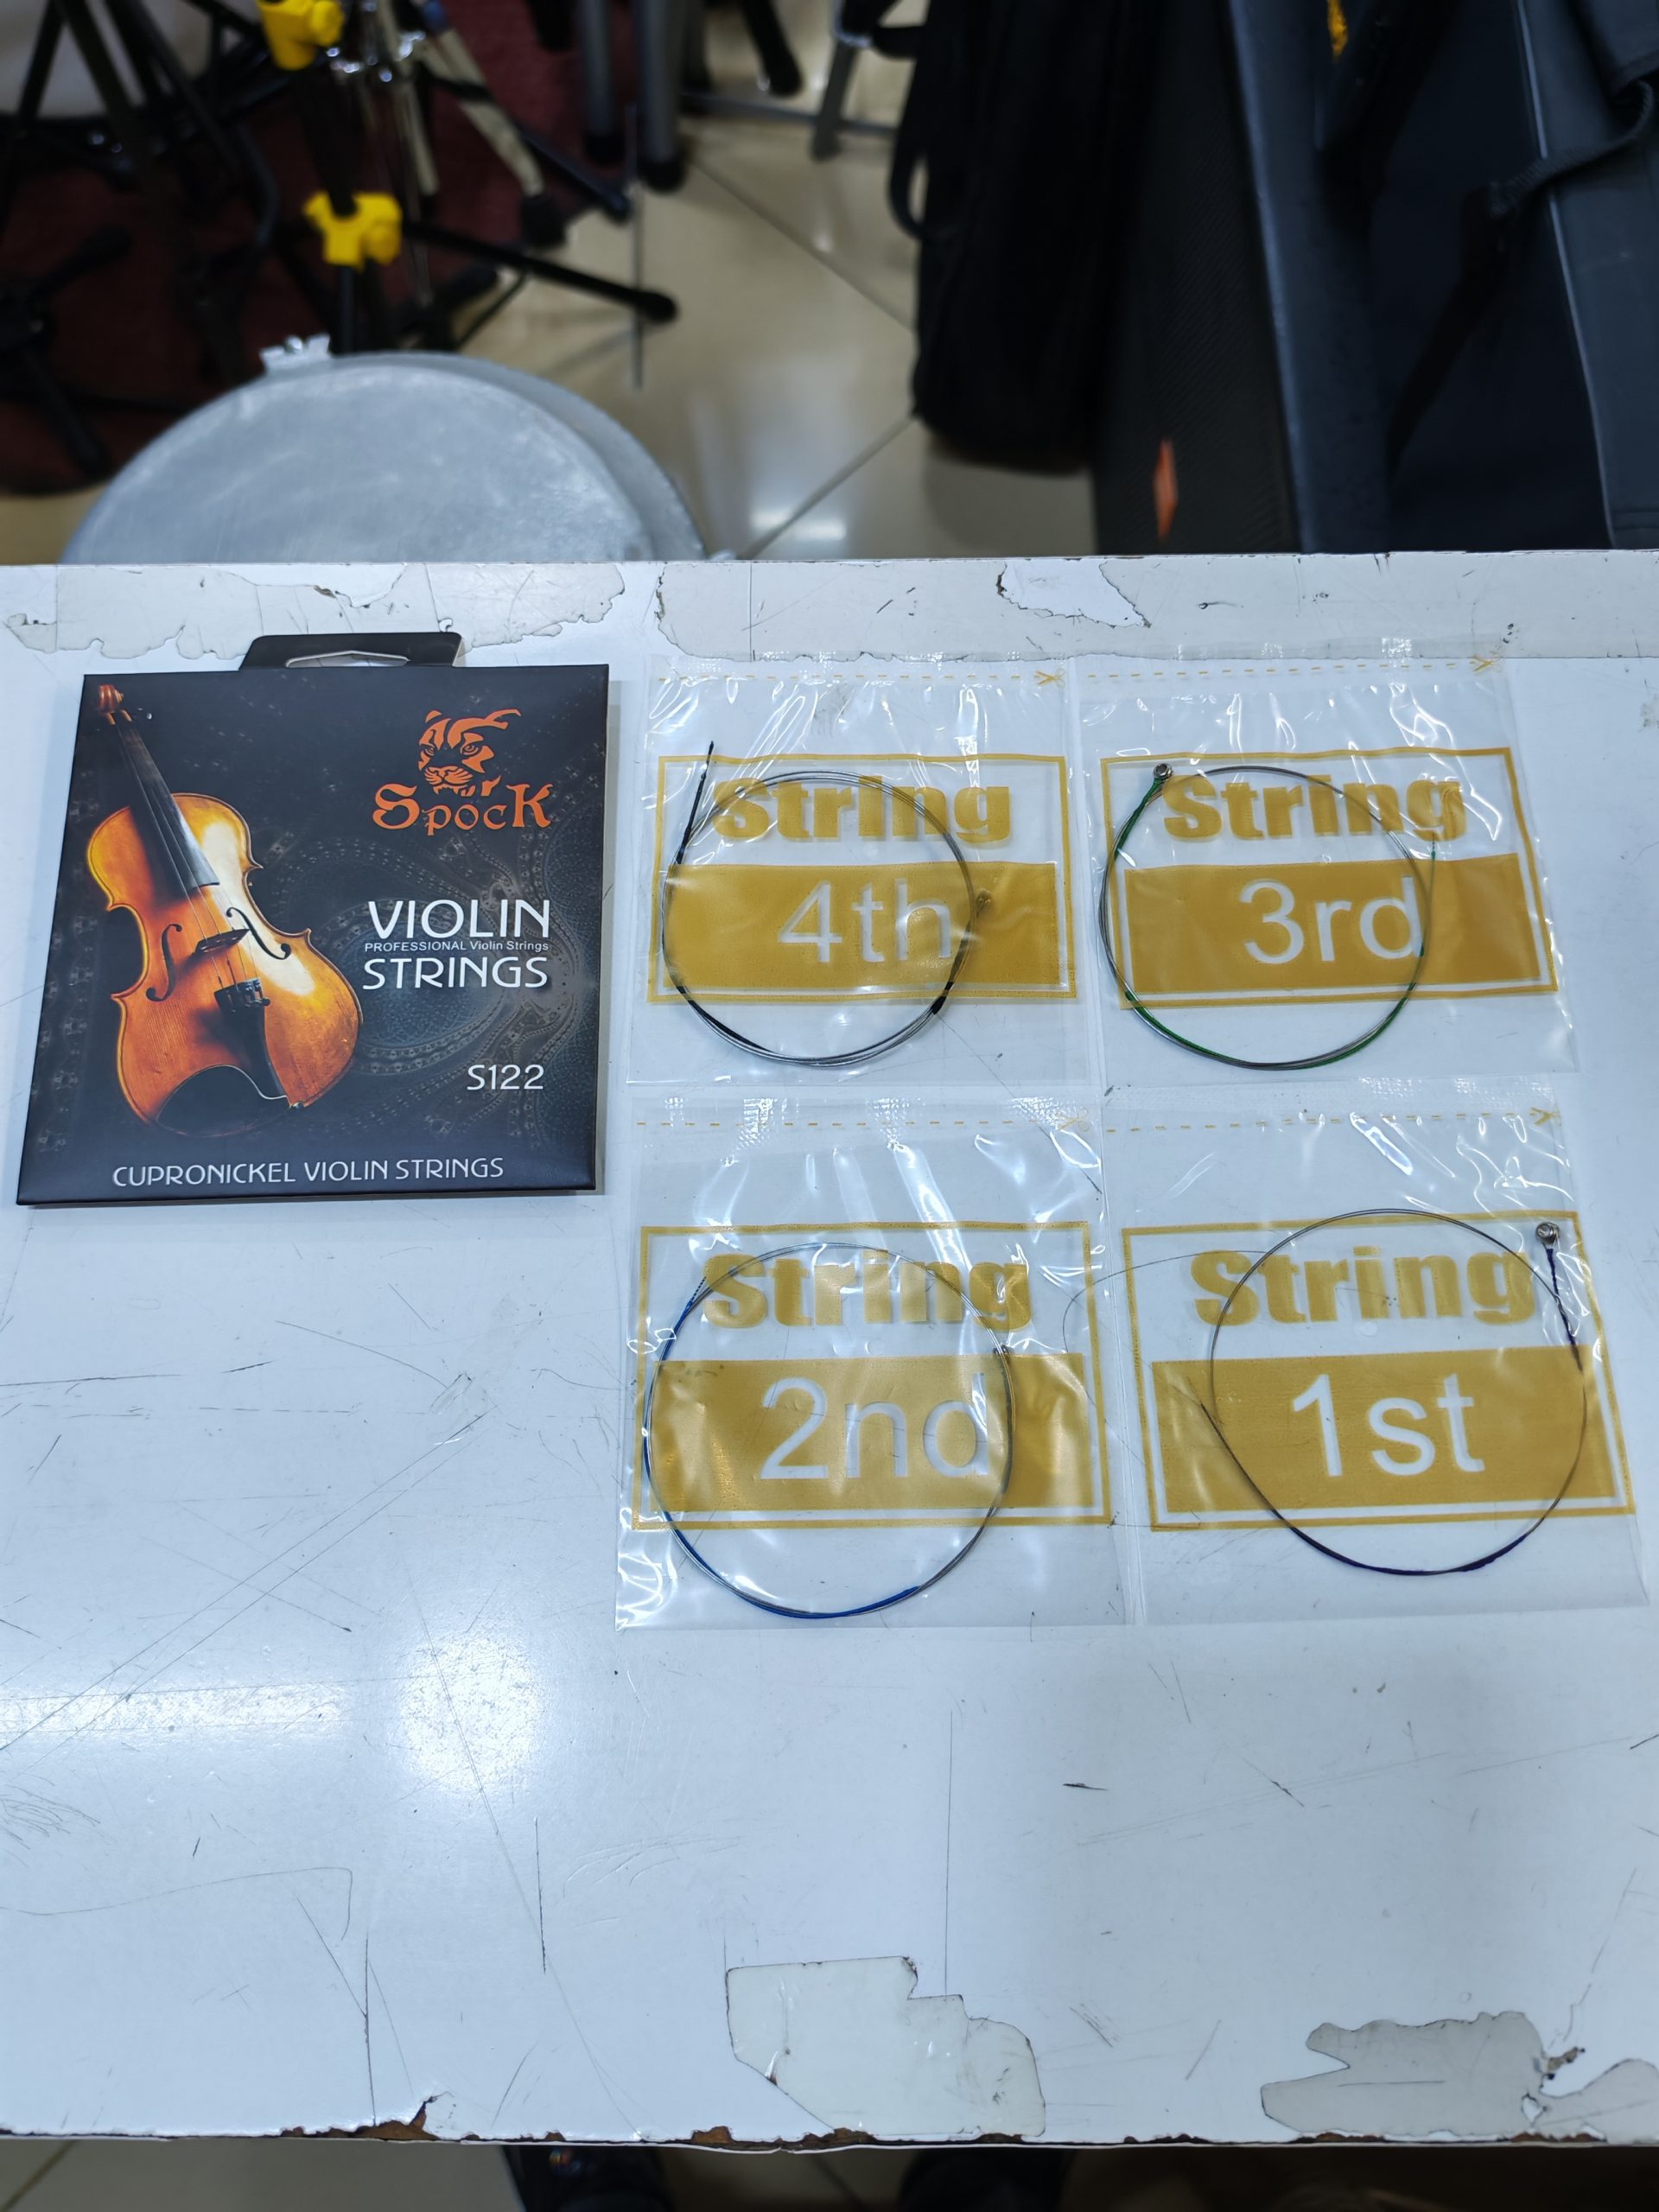 Spock
VIOLIN
PROFESSIONAL Violin Strings
STRINGS
S122
CUPRONICKEL VIOLIN STRINGS
String
4th
String
3rd
String
2nd
String
1st